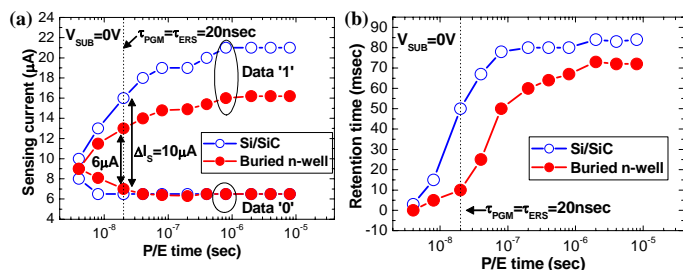 (a)
V_SUB=0V
τ_PGM=τ_ERS=20nsec
24
22
20
18
16
14
12
10
8
6
Sensing current (µA)
Data '1'
ΔI_S=10µA
6µA
Si/SiC
Buried n-well
Data '0'
10^-8
10^-7
10^-6
10^-5
P/E time (sec)
(b)
V_SUB=0V
90
80
70
60
50
40
30
20
10
0
-10
Retention time (msec)
Si/SiC
Buried n-well
τ_PGM=τ_ERS=20nsec
10^-8
10^-7
10^-6
10^-5
P/E time (sec)